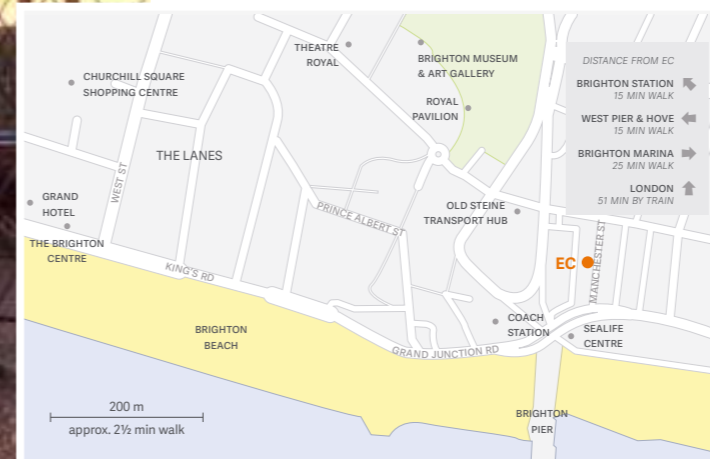 THEATRE
ROYAL
BRIGHTON MUSEUM
& ART GALLERY
DISTANCE FROM EC
BRIGHTON STATION
15 MIN WALK
WEST PIER & HOVE
15 MIN WALK
BRIGHTON MARINA
25 MIN WALK
LONDON
51 MIN BY TRAIN
CHURCHILL SQUARE
SHOPPING CENTRE
ROYAL
PAVILION
THE LANES
WEST ST
GRAND
HOTEL
PRINCE ALBERT ST
OLD STEINE
TRANSPORT HUB
THE BRIGHTON
CENTRE
KING'S RD
EC
MANCHESTER ST
BRIGHTON
BEACH
COACH
STATION
SEALIFE
CENTRE
GRAND JUNCTION RD
200 m
approx. 2½ min walk
BRIGHTON
PIER